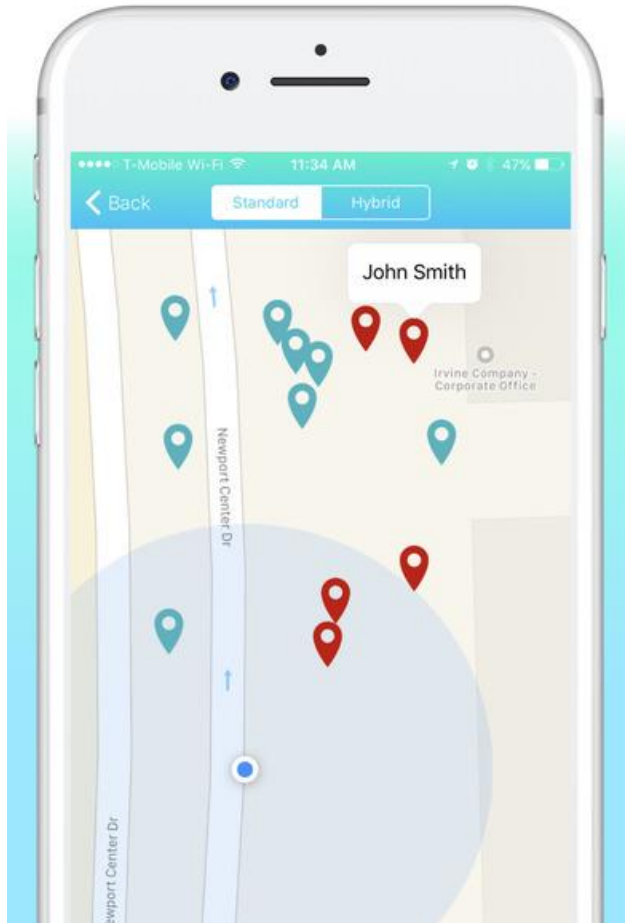 T-Mobile Wi-Fi 11:34 AM 47%
Back Standard Hybrid
John Smith
Irvine Company -
Corporate Office
Newport Center Dr
wport Center Dr